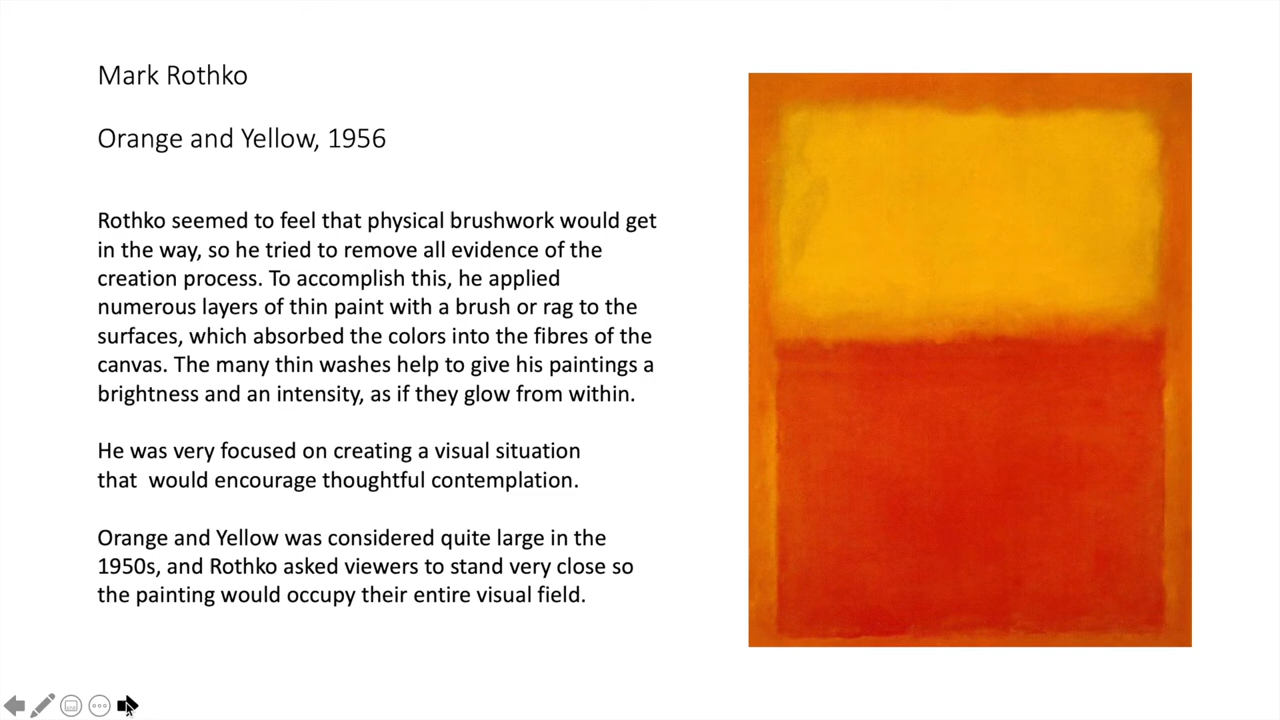 Mark Rothko
Orange and Yellow, 1956
Rothko seemed to feel that physical brushwork would get
in the way, so he tried to remove all evidence of the
creation process. To accomplish this, he applied
numerous layers of thin paint with a brush or rag to the
surfaces, which absorbed the colors into the fibres of the
canvas. The many thin washes help to give his paintings a
brightness and an intensity, as if they glow from within.
He was very focused on creating a visual situation
that  would encourage thoughtful contemplation.
Orange and Yellow was considered quite large in the
1950s, and Rothko asked viewers to stand very close so
the painting would occupy their entire visual field.